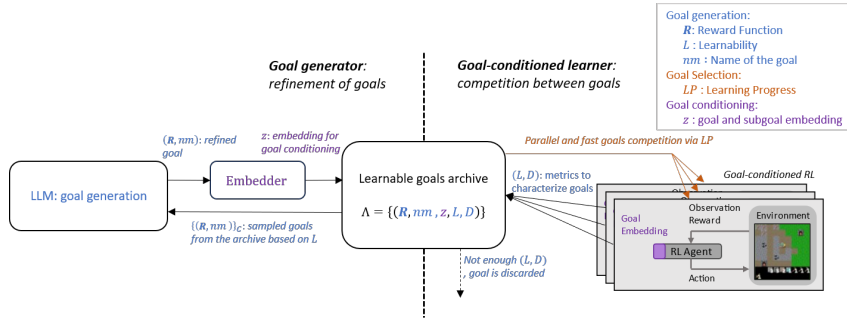 Goal generation:
R: Reward Function
L : Learnability
nm : Name of the goal
Goal Selection:
LP : Learning Progress
Goal conditioning:
z : goal and subgoal embedding
Goal generator:
refinement of goals
Goal-conditioned learner:
competition between goals
(R, nm): refined
goal
z: embedding for
goal conditioning
LLM: goal generation
Embedder
Learnable goals archive
Λ = {(R, nm , z, L, D)}
{(R, nm )}_C: sampled goals
from the archive based on L
Not enough (L, D)
, goal is discarded
Parallel and fast goals competition via LP
(L, D): metrics to
characterize goals
Goal-conditioned RL
Observation
Reward
Goal
Embedding
Environment
RL Agent
Action